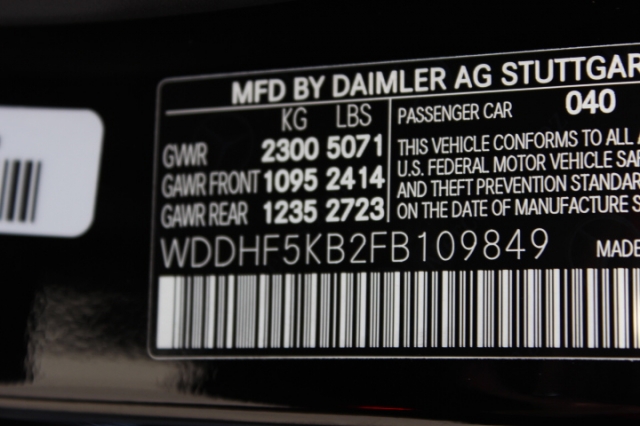 MFD BY DAIMLER AG STUTTGAR
KG LBS
GVWR 2300 5071
GAWR FRONT 1095 2414
GAWR REAR 1235 2723
PASSENGER CAR 040
THIS VEHICLE CONFORMS TO ALL A
U.S. FEDERAL MOTOR VEHICLE SAF
AND THEFT PREVENTION STANDAR
ON THE DATE OF MANUFACTURE S
WDDHF5KB2FB109849 MADE